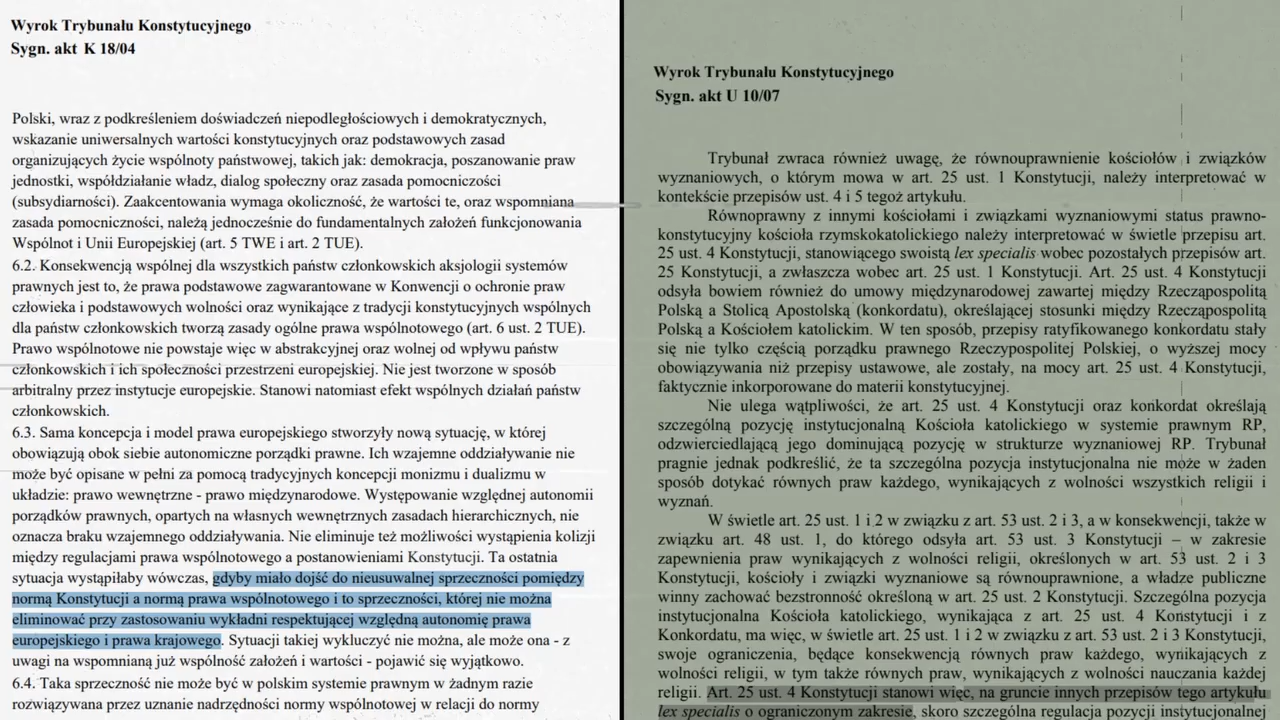 Wyrok Trybunału Konstytucyjnego
Sygn. akt K 18/04
Polski, wraz z podkreśleniem doświadczeń niepodległościowych i demokratycznych,
wskazanie uniwersalnych wartości konstytucyjnych oraz podstawowych zasad
organizujących życie wspólnoty państwowej, takich jak: demokracja, poszanowanie praw
jednostki, współdziałanie władz, dialog społeczny oraz zasada pomocniczości
(subsydiarności). Zaakcentowania wymaga okoliczność, że wartości te, oraz wspomniana
zasada pomocniczości, należą jednocześnie do fundamentalnych założeń funkcjonowania
Wspólnot i Unii Europejskiej (art. 5 TWE i art. 2 TUE).
6.2. Konsekwencją wspólnej dla wszystkich państw członkowskich aksjologii systemów
prawnych jest to, że prawa podstawowe zagwarantowane w Konwencji o ochronie praw
człowieka i podstawowych wolności oraz wynikające z tradycji konstytucyjnych wspólnych
dla państw członkowskich tworzą zasady ogólne prawa wspólnotowego (art. 6 ust. 2 TUE).
Prawo wspólnotowe nie powstaje więc w abstrakcyjnej oraz wolnej od wpływu państw
członkowskich i ich społeczności przestrzeni europejskiej. Nie jest tworzone w sposób
arbitralny przez instytucje europejskie. Stanowi natomiast efekt wspólnych działań państw
członkowskich.
6.3. Sama koncepcja i model prawa europejskiego stworzyły nową sytuację, w której
obowiązują obok siebie autonomiczne porządki prawne. Ich wzajemne oddziaływanie nie
może być opisane w pełni za pomocą tradycyjnych koncepcji monizmu i dualizmu w
układzie: prawo wewnętrzne - prawo międzynarodowe. Występowanie względnej autonomii
porządków prawnych, opartych na własnych wewnętrznych zasadach hierarchicznych, nie
oznacza braku wzajemnego oddziaływania. Nie eliminuje też możliwości wystąpienia kolizji
między regulacjami prawa wspólnotowego a postanowieniami Konstytucji. Ta ostatnia
sytuacja wystąpiłaby wówczas, gdyby miało dojść do nieusuwalnej sprzeczności pomiędzy
normą Konstytucji a normą prawa wspólnotowego i to sprzeczności, której nie można
eliminować przy zastosowaniu wykładni respektującej względną autonomię prawa
europejskiego i prawa krajowego. Sytuacji takiej wykluczyć nie można, ale może ona - z
uwagi na wspomnianą już wspólność założeń i wartości - pojawić się wyjątkowo.
6.4. Taka sprzeczność nie może być w polskim systemie prawnym w żadnym razie
rozwiązywana przez uznanie nadrzędności normy wspólnotowej w relacji do normy
Wyrok Trybunału Konstytucyjnego
Sygn. akt U 10/07
Trybunał zwraca również uwagę, że równouprawnienie kościołów i związków
wyznaniowych, o którym mowa w art. 25 ust. 1 Konstytucji, należy interpretować w
kontekście przepisów ust. 4 i 5 tegoż artykułu.
Równoprawny z innymi kościołami i związkami wyznaniowymi status prawno-
konstytucyjny kościoła rzymskokatolickiego należy interpretować w świetle przepisu art.
25 ust. 4 Konstytucji, stanowiącego swoistą lex specialis wobec pozostałych przepisów art.
25 Konstytucji, a zwłaszcza wobec art. 25 ust. 1 Konstytucji. Art. 25 ust. 4 Konstytucji
odsyła bowiem również do umowy międzynarodowej zawartej między Rzecząpospolitą
Polską a Stolicą Apostolską (konkordatu), określającej stosunki między Rzecząpospolitą
Polską a Kościołem katolickim. W ten sposób, przepisy ratyfikowanego konkordatu stały
się nie tylko częścią porządku prawnego Rzeczypospolitej Polskiej, o wyższej mocy
obowiązywania niż przepisy ustawowe, ale zostały, na mocy art. 25 ust. 4 Konstytucji,
faktycznie inkorporowane do materii konstytucyjnej.
Nie ulega wątpliwości, że art. 25 ust. 4 Konstytucji oraz konkordat określają
szczególną pozycję instytucjonalną Kościoła katolickiego w systemie prawnym RP,
odzwierciedlającą jego dominującą pozycję w strukturze wyznaniowej RP. Trybunał
pragnie jednak podkreślić, że ta szczególna pozycja instytucjonalna nie może w żaden
sposób dotykać równych praw każdego, wynikających z wolności wszystkich religii i
wyznań.
W świetle art. 25 ust. 1 i 2 w związku z art. 53 ust. 2 i 3, a w konsekwencji, także w
związku art. 48 ust. 1, do którego odsyła art. 53 ust. 3 Konstytucji – w zakresie
zapewnienia praw wynikających z wolności religii, określonych w art. 53 ust. 2 i 3
Konstytucji, kościoły i związki wyznaniowe są równouprawnione, a władze publiczne
winny zachować bezstronność określoną w art. 25 ust. 2 Konstytucji. Szczególna pozycja
instytucjonalna Kościoła katolickiego, wynikająca z art. 25 ust. 4 Konstytucji i z
Konkordatu, ma więc, w świetle art. 25 ust. 1 i 2 w związku z art. 53 ust. 2 i 3 Konstytucji,
swoje ograniczenia, będące konsekwencją równych praw każdego, wynikających z
wolności religii, w tym także równych praw, wynikających z wolności nauczania każdej
religii. Art. 25 ust. 4 Konstytucji stanowi więc, na gruncie innych przepisów tego artykułu
lex specialis o ograniczonym zakresie, skoro szczególna regulacja pozycji instytucjonalnej